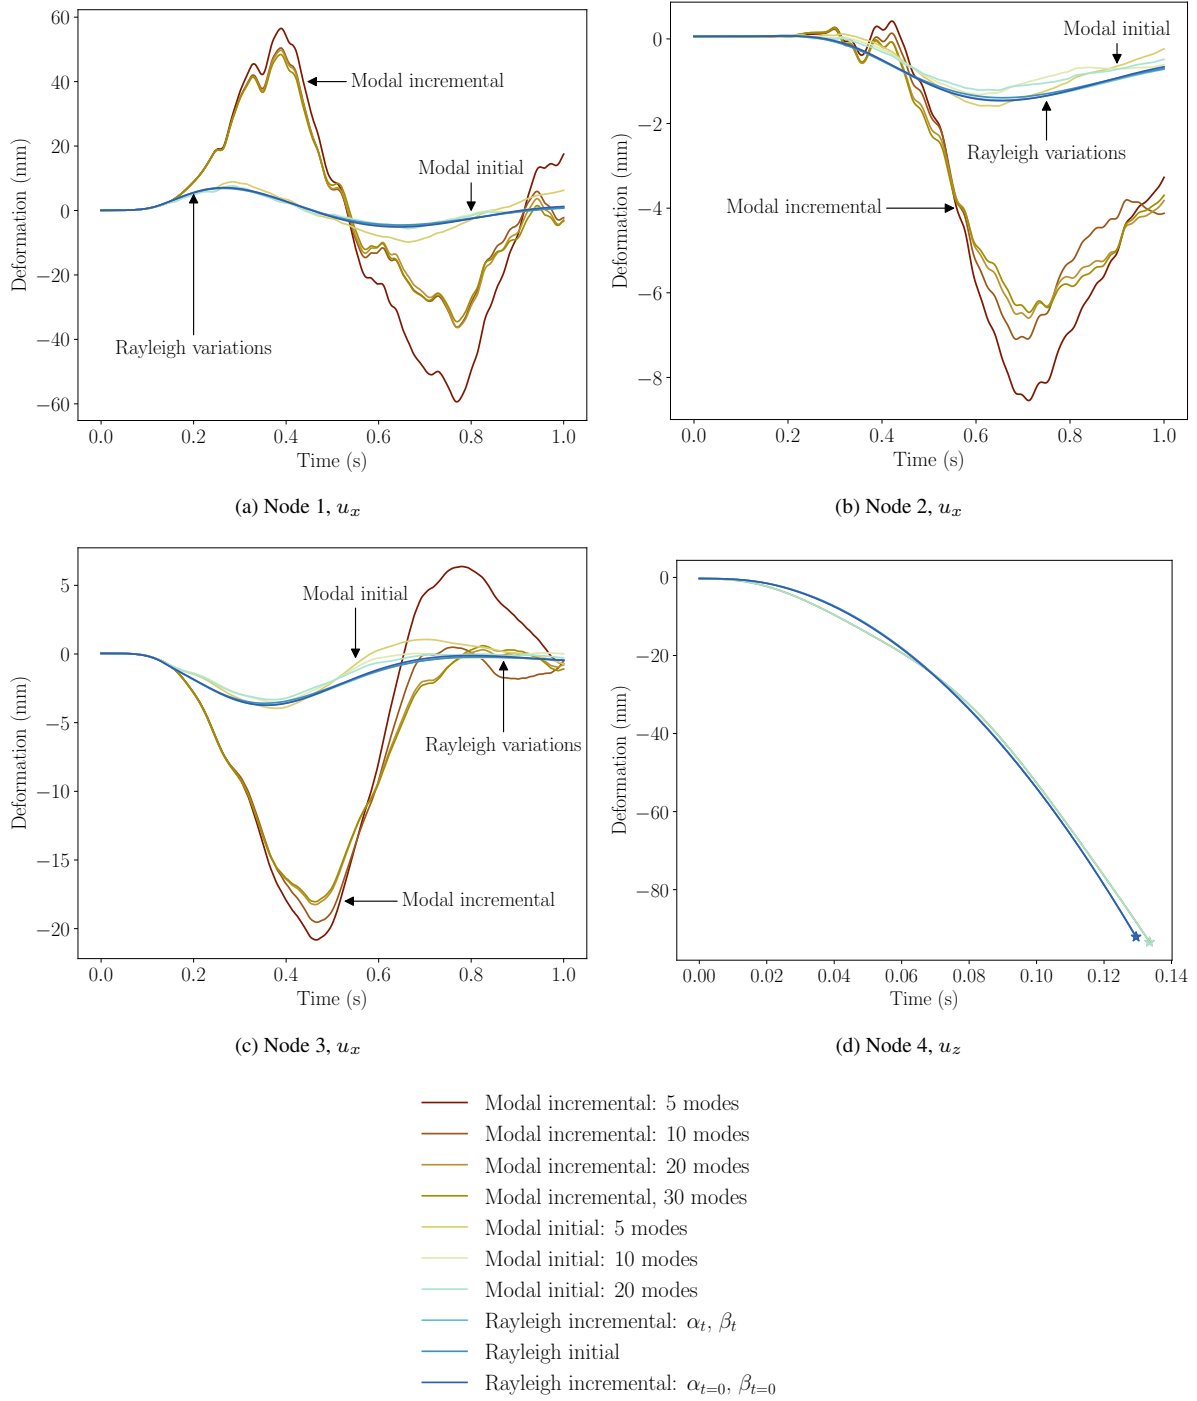 60
40
20
0
−20
−40
−60
Deformation (mm)
Modal incremental
Modal initial
Rayleigh variations
0.0 0.2 0.4 0.6 0.8 1.0
Time (s)
(a) Node 1, uₓ
0
−2
−4
−6
−8
Deformation (mm)
Modal initial
Rayleigh variations
Modal incremental
0.0 0.2 0.4 0.6 0.8 1.0
Time (s)
(b) Node 2, uₓ
5
0
−5
−10
−15
−20
Deformation (mm)
Modal initial
Rayleigh variations
Modal incremental
0.0 0.2 0.4 0.6 0.8 1.0
Time (s)
(c) Node 3, uₓ
0
−20
−40
−60
−80
Deformation (mm)
0.00 0.02 0.04 0.06 0.08 0.10 0.12 0.14
Time (s)
(d) Node 4, u_z
Modal incremental: 5 modes
Modal incremental: 10 modes
Modal incremental: 20 modes
Modal incremental, 30 modes
Modal initial: 5 modes
Modal initial: 10 modes
Modal initial: 20 modes
Rayleigh incremental: αₜ, βₜ
Rayleigh initial
Rayleigh incremental: αₜ₌₀, βₜ₌₀